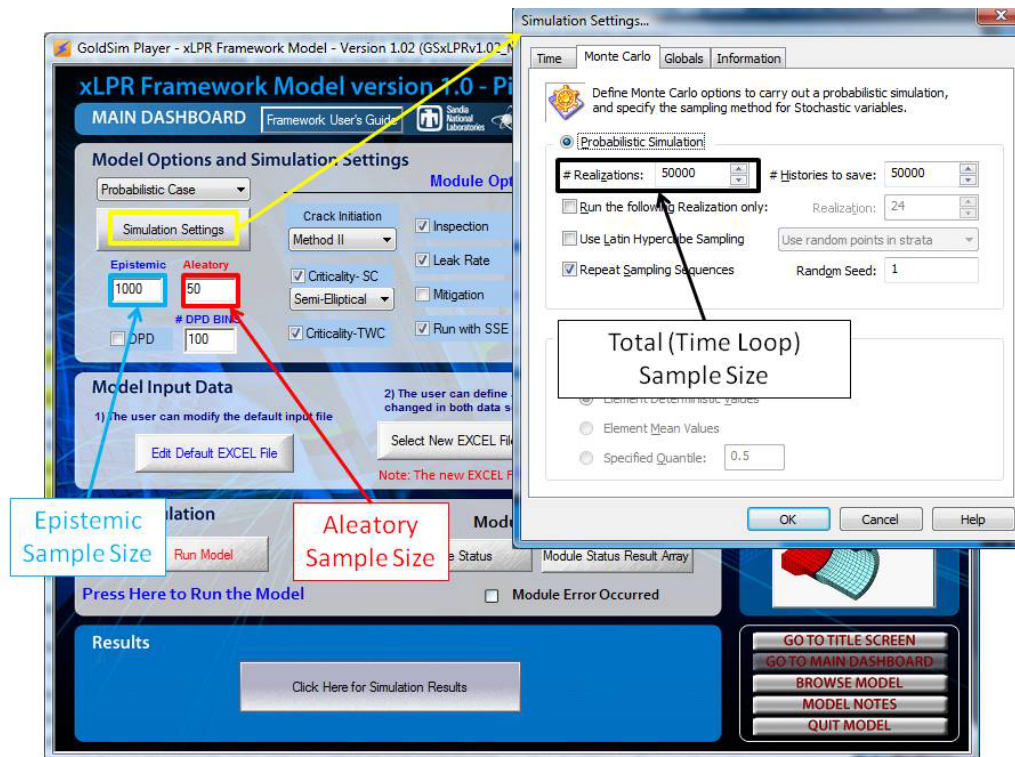 Simulation Settings...
GoldSim Player - xLPR Framework Model - Version 1.02 (GSxLPRv1.02_
xLPR Framework Model version 1.0 - Pi
MAIN DASHBOARD
Framework User's Guide
Sandia
National
Laboratories
Model Options and Simulation Settings
Probabilistic Case
Module Opt
Simulation Settings
Crack Initiation
Method II
Inspection
Epistemic
Aleatory
1000
50
Criticality- SC
Leak Rate
Semi-Elliptical
Mitigation
# DPD BINS
DPD
100
Criticality-TWC
Run with SSE
Time
Monte Carlo
Globals
Information
Define Monte Carlo options to carry out a probabilistic simulation,
and specify the sampling method for Stochastic variables.
Probabilistic Simulation
# Realizations:
50000
# Histories to save:
50000
Run the following Realization only:
Realization:
24
Use Latin Hypercube Sampling
Use random points in strata
Repeat Sampling Sequences
Random Seed:
1
Total (Time Loop)
Sample Size
Element Deterministic Values
Element Mean Values
Specified Quantile:
0.5
OK
Cancel
Help
Model Input Data
1) The user can modify the default input file
2) The user can define
changed in both data s
Edit Default EXCEL File
Select New EXCEL File
Note: The new EXCEL F
Epistemic
Sample Size
Aleatory
Sample Size
lation
Modu
Run Model
e Status
Module Status Result Array
Press Here to Run the Model
Module Error Occurred
Results
Click Here for Simulation Results
GO TO TITLE SCREEN
GO TO MAIN DASHBOARD
BROWSE MODEL
MODEL NOTES
QUIT MODEL